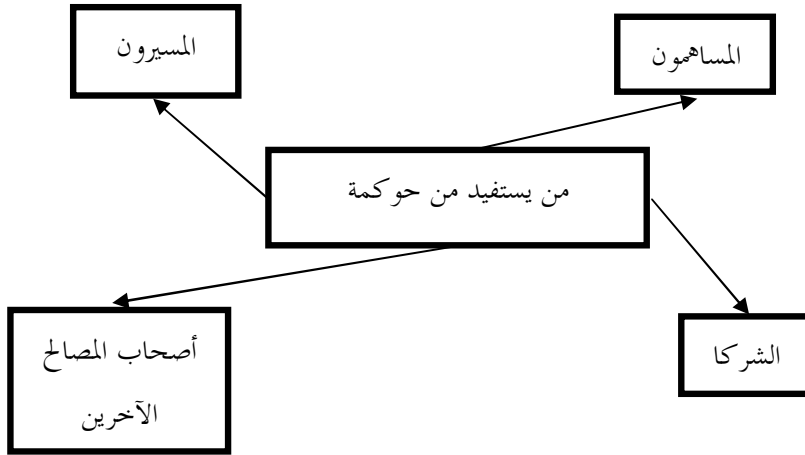 المساهمون
المسيرون
من يستفيد من حوكمة
أصحاب المصالح
الآخرين
الشركا